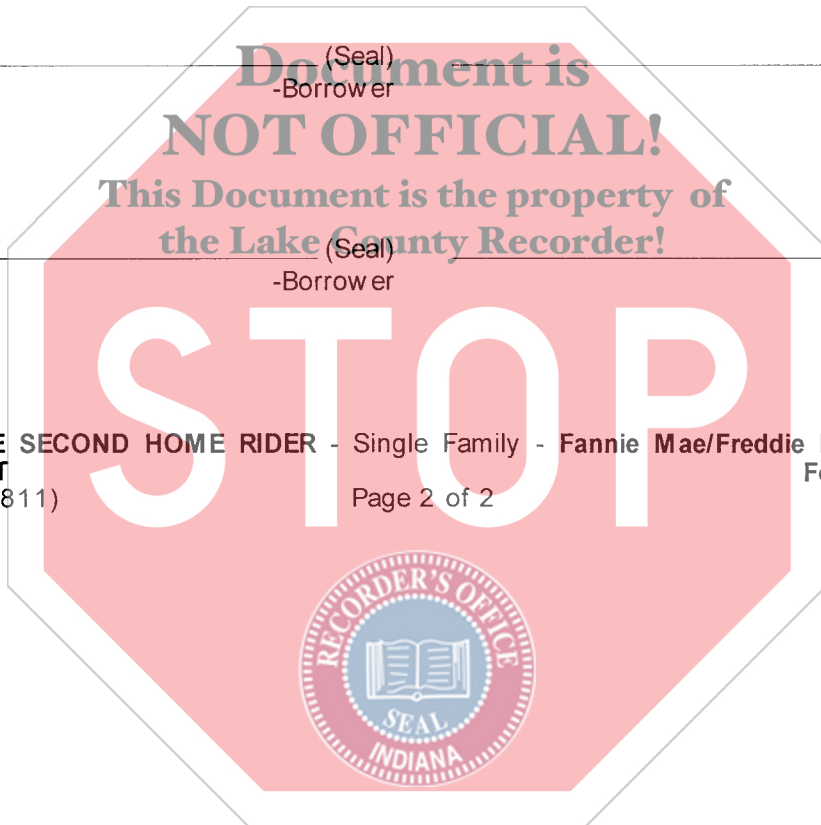 (Seal)
Document is
-Borrower
NOT OFFICIAL!
This Document is the property of
the Lake County Recorder!
(Seal)
-Borrower
STOP
E SECOND HOME RIDER - Single Family - Fannie Mae/Freddie
T
Fo
811)
Page 2 of 2
RECORDER'S OFFICE
SEAL
INDIANA